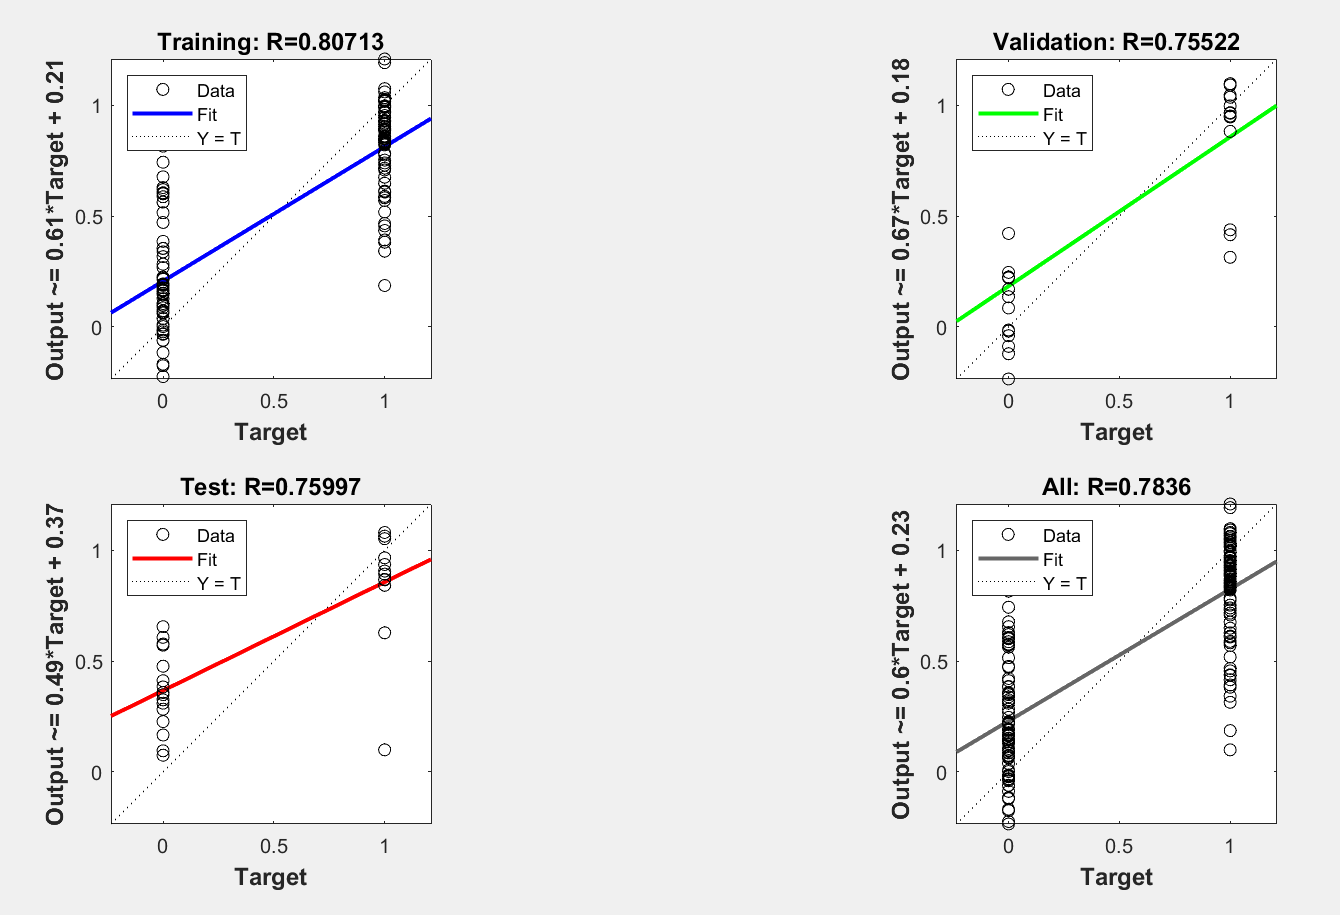 Training: R=0.80713
Output ~= 0.61*Target + 0.21
Data
Fit
Y = T
1
0.5
0
0
0.5
1
Target
Validation: R=0.75522
Output ~= 0.67*Target + 0.18
Data
Fit
Y = T
1
0.5
0
0
0.5
1
Target
Test: R=0.75997
Output ~= 0.49*Target + 0.37
Data
Fit
Y = T
1
0.5
0
0
0.5
1
Target
All: R=0.7836
Output ~= 0.6*Target + 0.23
Data
Fit
Y = T
1
0.5
0
0
0.5
1
Target